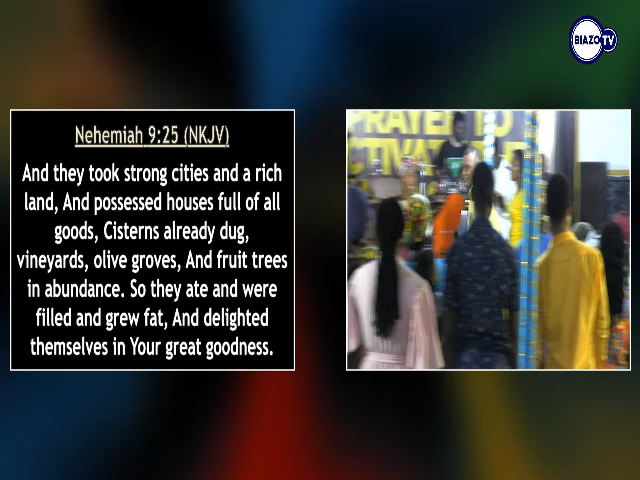 BIAZO TV
Nehemiah 9:25 (NKJV)
And they took strong cities and a rich
land, And possessed houses full of all
goods, Cisterns already dug,
vineyards, olive groves, And fruit trees
in abundance. So they ate and were
filled and grew fat, And delighted
themselves in Your great goodness.
PRAYER TO